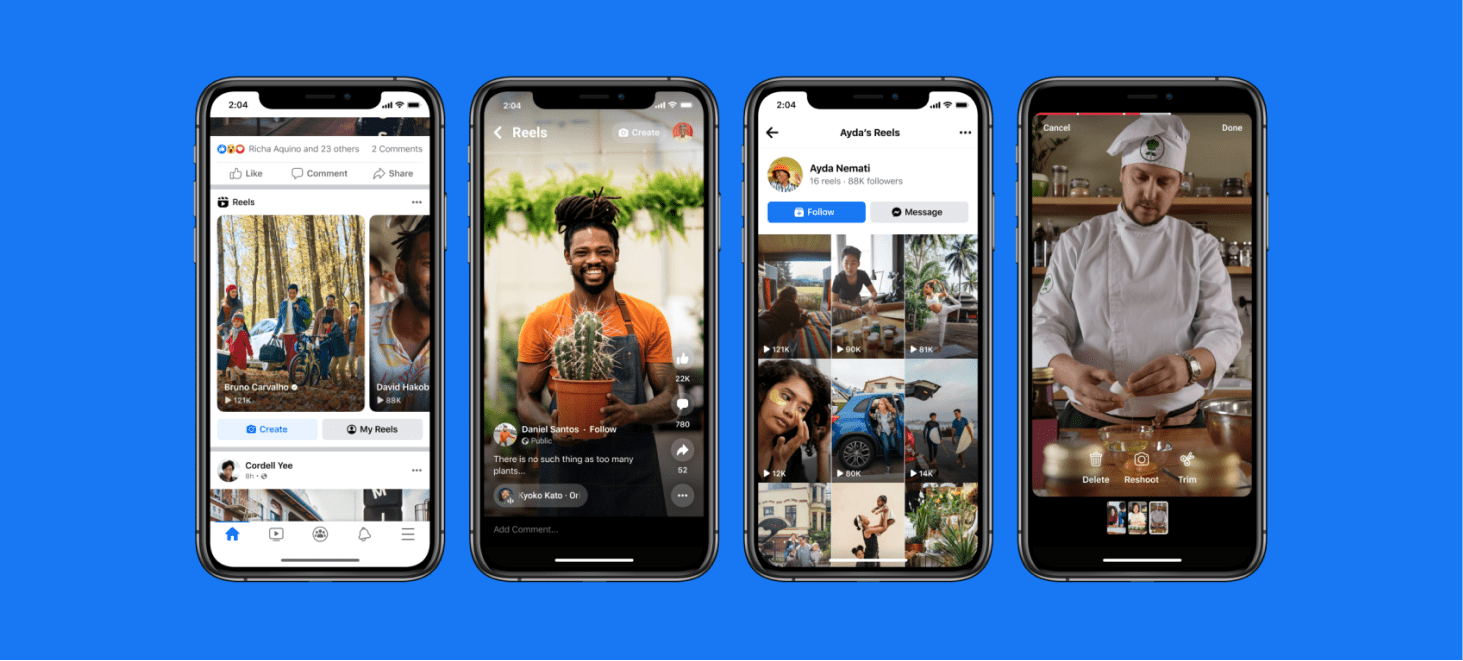 2:04
Richa Aquino and 23 others 2 Comments
Like Comment Share
Reels
Bruno Carvalho
121K
David Hakob
88K
Create My Reels
Cordell Yee
8h
2:04
Reels Create
22K
780
Daniel Santos · Follow
Public
There is no such thing as too many
plants...
52
Kyoko Kato · Or
Add Comment...
2:04
Ayda's Reels
Ayda Nemati
16 reels · 88K followers
Follow Message
121K 90K 81K
12K 80K 14K
Cancel Done
Delete Reshoot Trim